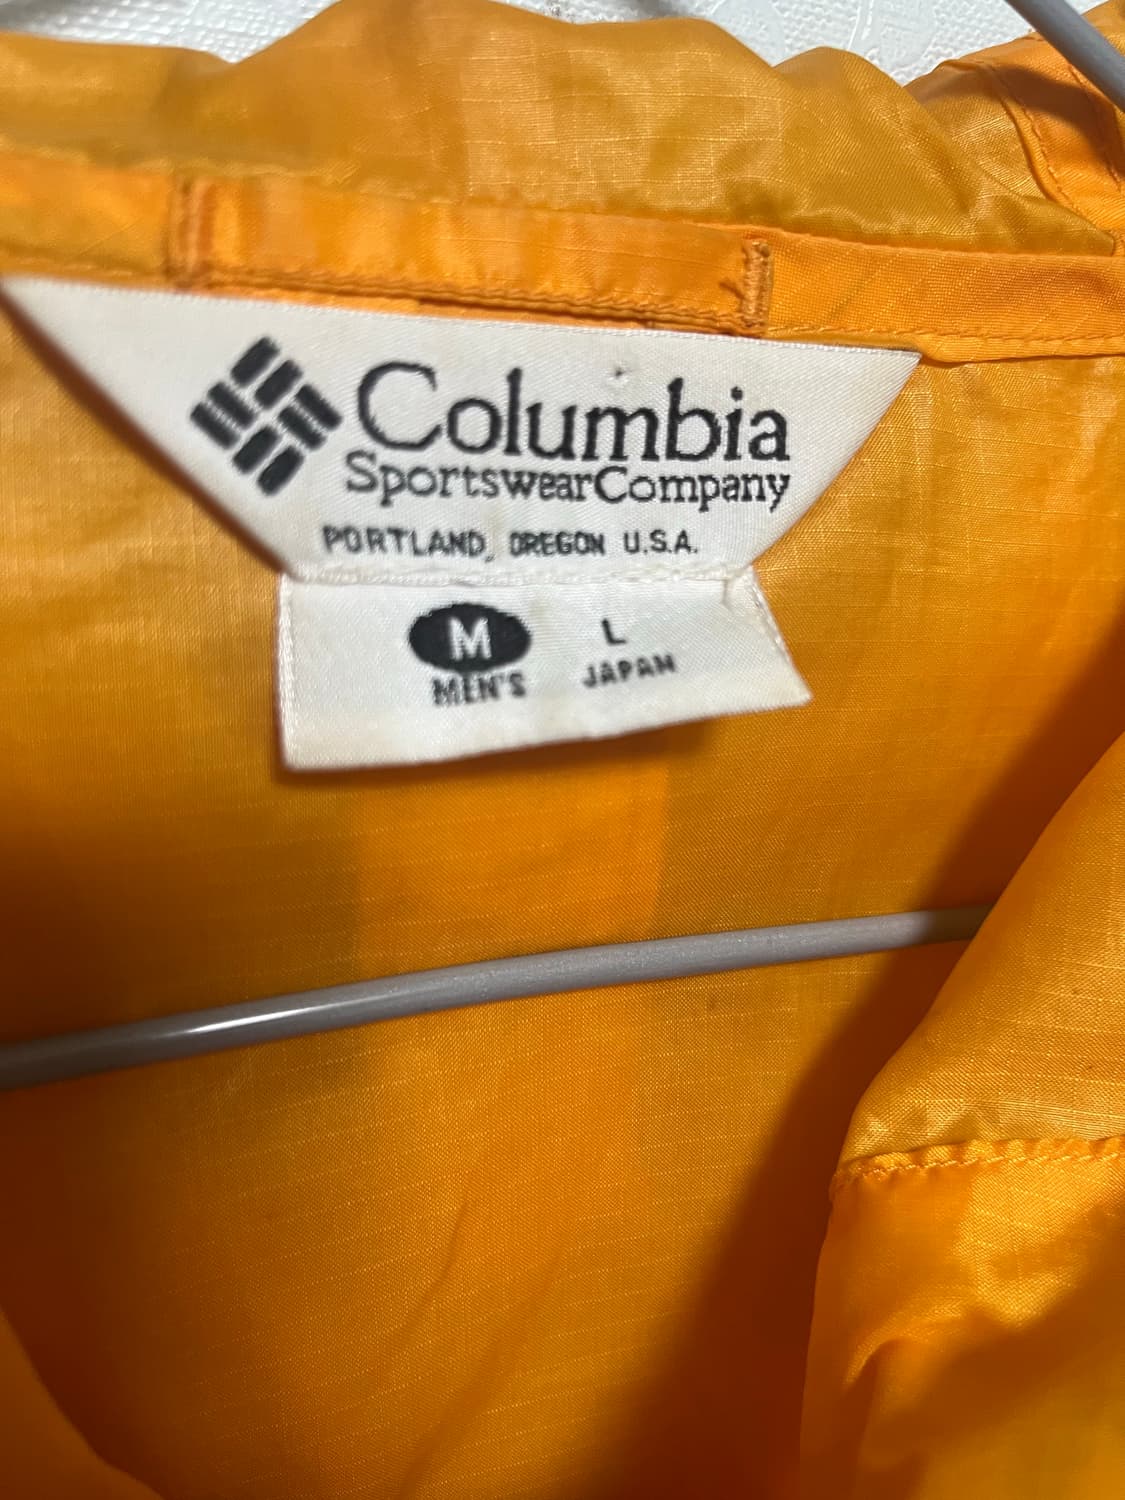 Columbia
SportswearCompany
PORTLAND, OREGON U.S.A.
M L
MEN'S JAPAN